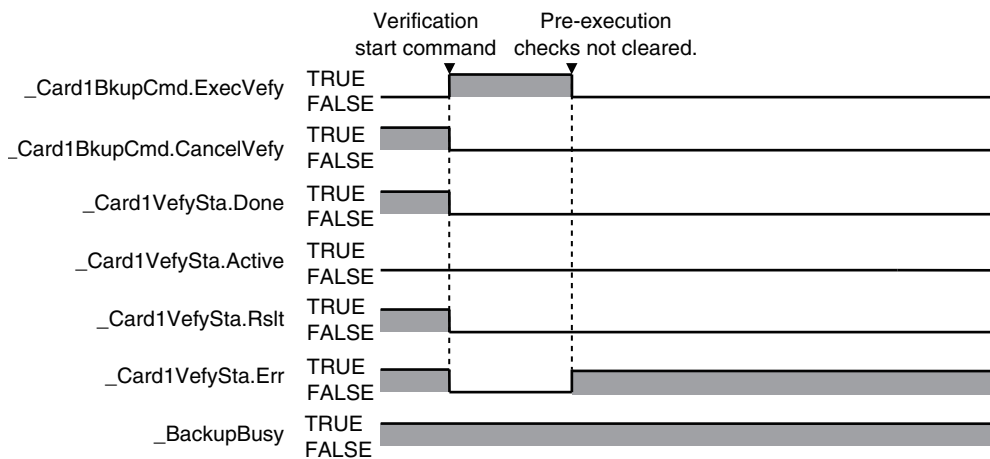 Verification
start command
Pre-execution
checks not cleared.
_Card1BkupCmd.ExecVefy
TRUE
FALSE
_Card1BkupCmd.CancelVefy
TRUE
FALSE
_Card1VefySta.Done
TRUE
FALSE
_Card1VefySta.Active
TRUE
FALSE
_Card1VefySta.Rslt
TRUE
FALSE
_Card1VefySta.Err
TRUE
FALSE
_BackupBusy
TRUE
FALSE